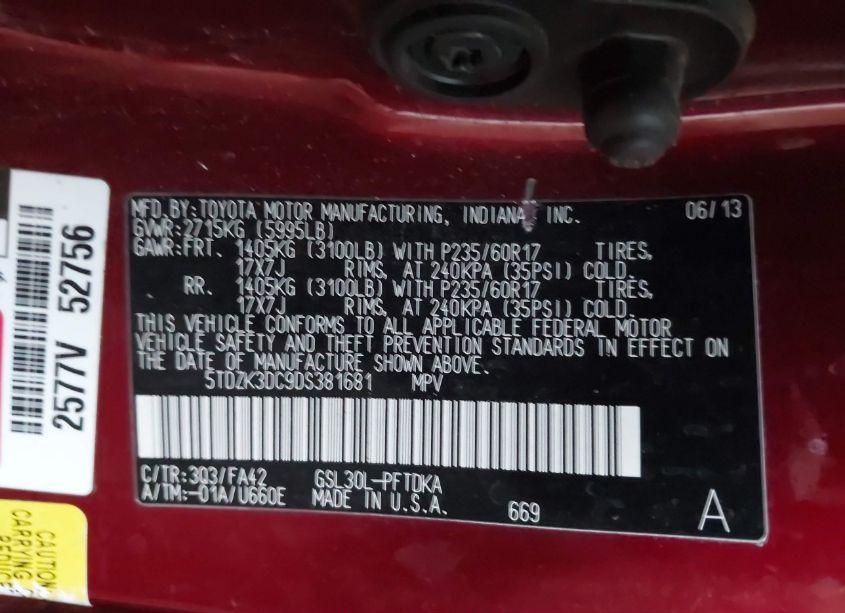 MFD.BY:TOYOTA MOTOR MANUFACTURING, INDIANA, INC. 06/13
GVWR:2715KG (5995LB)
GAWR:FRT. 1405KG (3100LB) WITH P235/60R17 TIRES,
17X7J RIMS, AT 240KPA (35PSI) COLD.
RR. 1405KG (3100LB) WITH P235/60R17 TIRES,
17X7J RIMS, AT 240KPA (35PSI) COLD.
THIS VEHICLE CONFORMS TO ALL APPLICABLE FEDERAL MOTOR
VEHICLE SAFETY AND THEFT PREVENTION STANDARDS IN EFFECT ON
THE DATE OF MANUFACTURE SHOWN ABOVE.
5TDZK3DC9DS381681 MPV
C/TR:3Q3/FA42 GSL30L-PFTDKA
A/TM:-01A/U660E MADE IN U.S.A. 669 A
2577V 52756
CAUTION
CARRYING